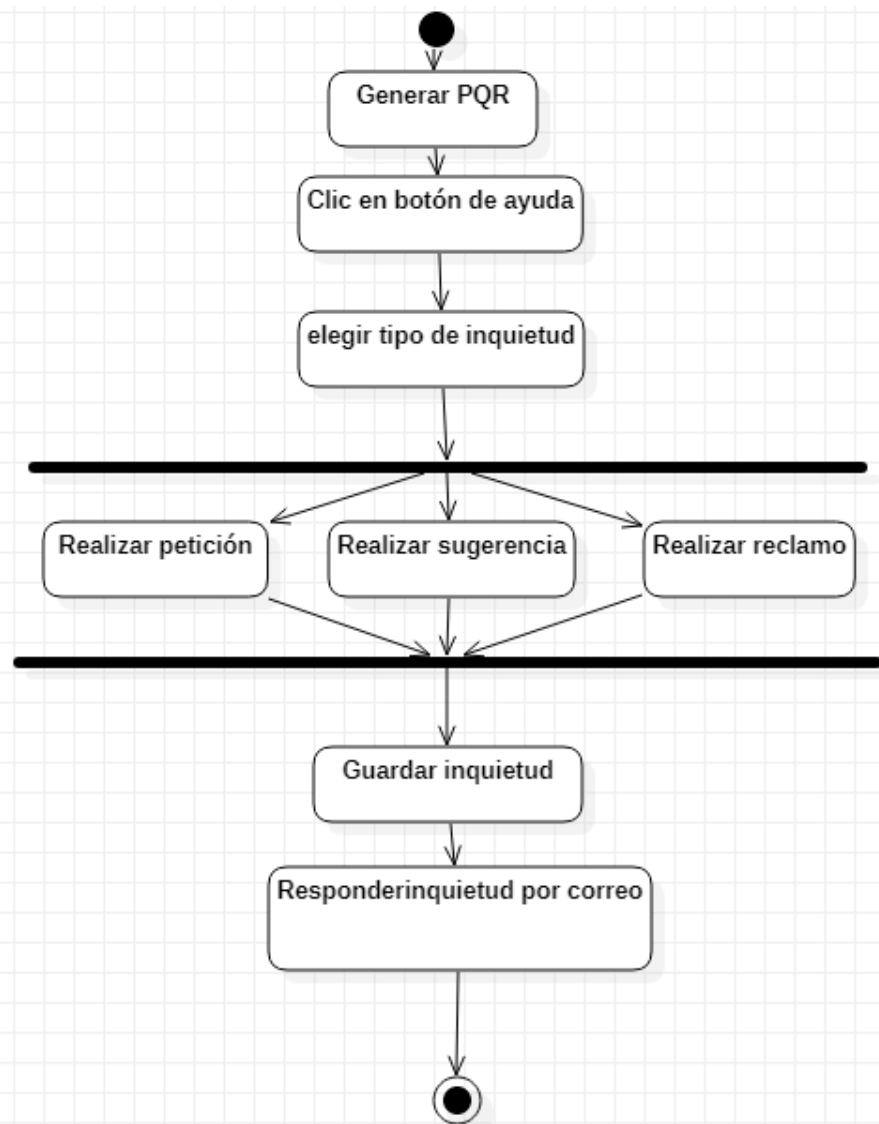 Generar PQR
Clic en botón de ayuda
elegir tipo de inquietud
Realizar petición
Realizar sugerencia
Realizar reclamo
Guardar inquietud
Responderinquietud por correo